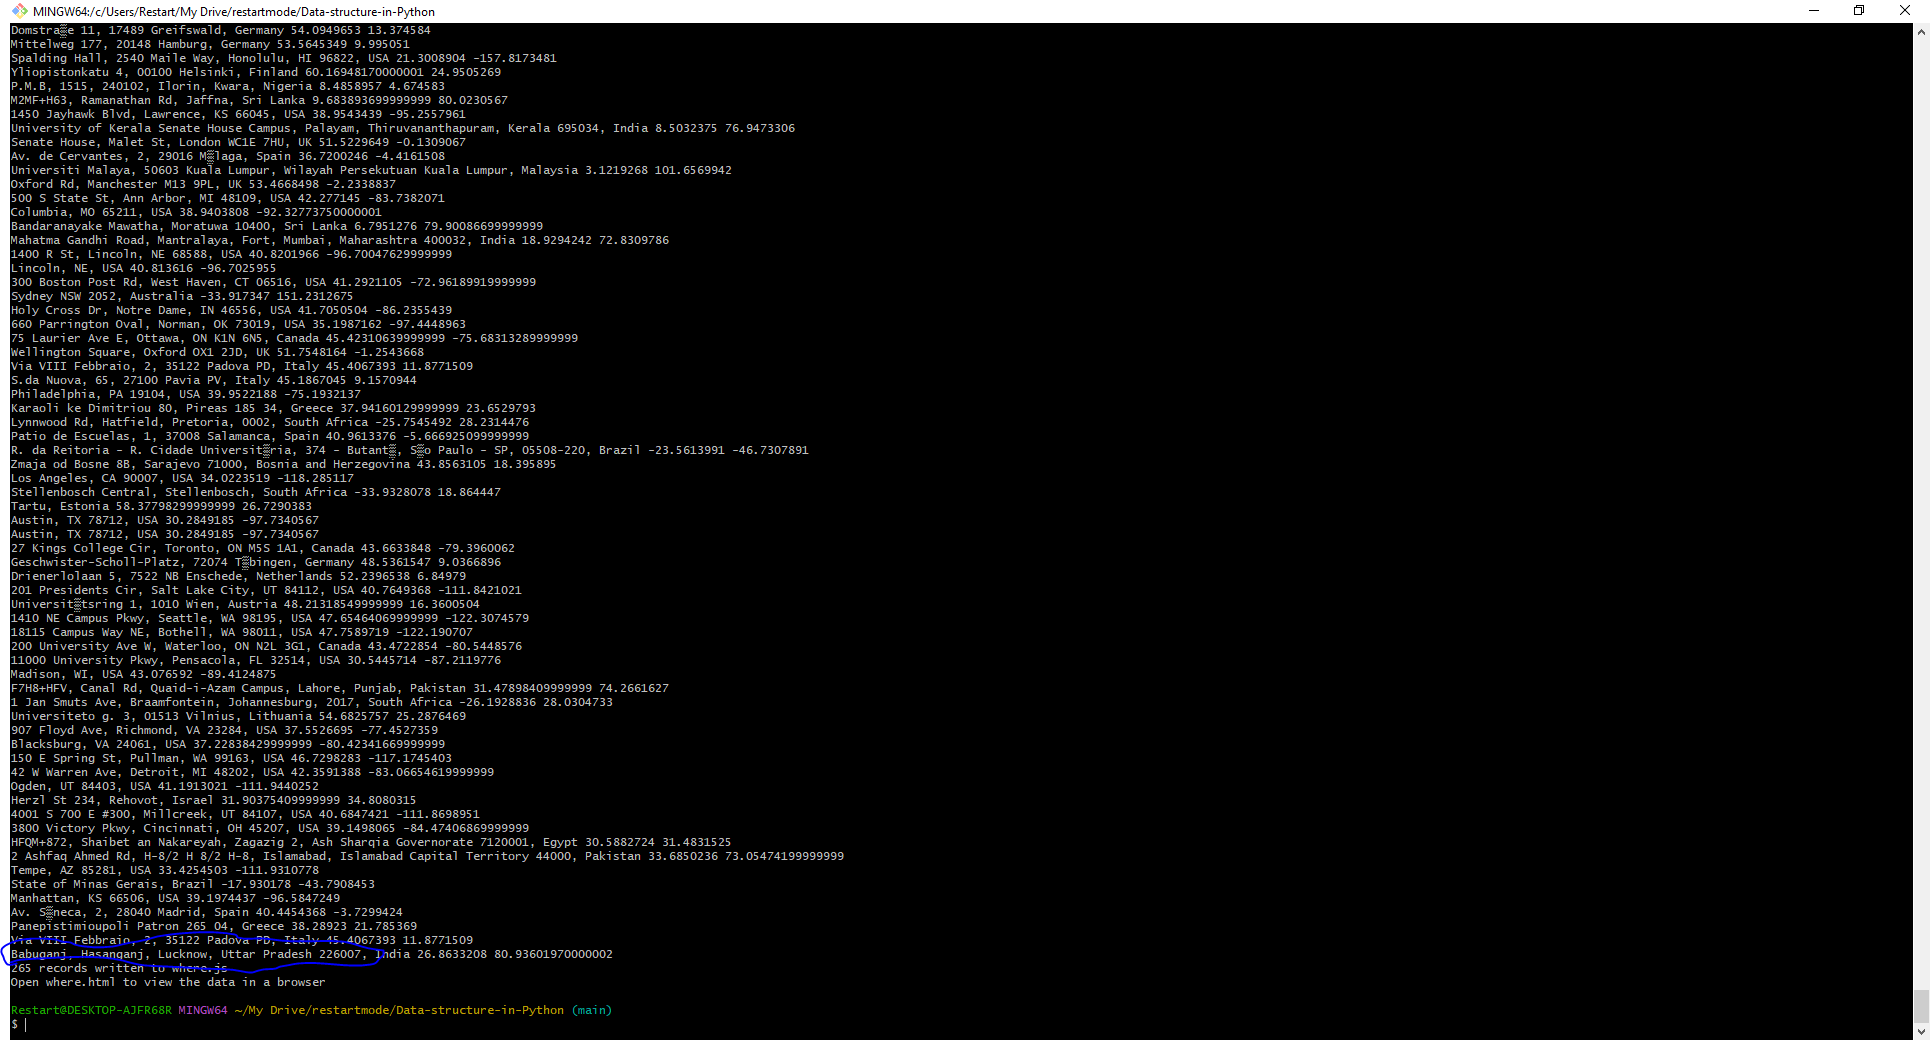 MINGW64:/c/Users/Restart/My Drive/restartmode/Data-structure-in-Python
11, 17489 Greifswald, Germany 54.0949653 13.374584
Mittelweg 177, 20148 Hamburg, Germany 53.5645349 9.995051
Spalding Hall, 2540 Maile Way, Honolulu, HI 96822, USA 21.3008904 -157.8173481
Yliopistonkatu 4, 00100 Helsinki, Finland 60.16948170000001 24.9505269
P.M.B, 1515, 240102, Ilorin, Kwara, Nigeria 8.4858957 4.674583
M2MF+H63, Ramanathan Rd, Jaffna, Sri Lanka 9.683893699999999 80.0230567
1450 Jayhawk Blvd, Lawrence, KS 66045, USA 38.9543439 -95.2557961
University of Kerala Senate House Campus, Palayam, Thiruvananthapuram, Kerala 695034, India 8.5032375 76.9473306
Senate House, Malet St, London WC1E 7HU, UK 51.5229649 -0.1309067
Av. de Cervantes, 2, 29016 Spain 36.7200246 -4.4161508
Universiti Malaya, 50603 Kuala Lumpur, Wilayah Persekutuan Kuala Lumpur, Malaysia 3.1219268 101.6569942
Oxford Rd, Manchester M13 9PL, UK 53.4668498 -2.2338837
500 S State St, Ann Arbor, MI 48109, USA 42.277145 -83.7382071
Columbia, MO 65211, USA 38.9403808 -92.32773750000001
Bandaranayake Mawatha, Moratuwa 10400, Sri Lanka 6.7951276 79.90086699999999
Mahatma Gandhi Road, Mantralaya, Fort, Mumbai, Maharashtra 400032, India 18.9294242 72.8309786
1400 R St, Lincoln, NE 68588, USA 40.8201966 -96.70047629999999
Lincoln, NE, USA 40.813616 -96.7025955
300 Boston Post Rd, West Haven, CT 06516, USA 41.2921105 -72.96189919999999
Sydney NSW 2052, Australia -33.917347 151.2312675
Holy Cross Dr, Notre Dame, IN 46556, USA 41.7050504 -86.2355439
660 Parrington Oval, Norman, OK 73019, USA 35.1987162 -97.4448963
75 Laurier Ave E, Ottawa, ON K1N 6N5, Canada 45.42310639999999 -75.68313289999999
Wellington Square, Oxford OX1 2JD, UK 51.7548164 -1.2543668
Via VIII Febbraio, 2, 35122 Padova PD, Italy 45.4067393 11.8771509
S.da Nuova, 65, 27100 Pavia PV, Italy 45.1867045 9.1570944
Philadelphia, PA 19104, USA 39.9522188 -75.1932137
Karaoli ke Dimitriou 80, Pireas 185 34, Greece 37.94160129999999 23.6529793
Lynnwood Rd, Hatfield, Pretoria, 0002, South Africa -25.7545492 28.2314476
Patio de Escuelas, 1, 37008 Salamanca, Spain 40.9613376 -5.666925099999999
R. da Reitoria - R. Cidade 374 - Paulo - SP, 05508-220, Brazil -23.5613991 -46.7307891
Zmaja od Bosne 8B, Sarajevo 71000, Bosnia and Herzegovina 43.8563105 18.395895
Los Angeles, CA 90007, USA 34.0223519 -118.285117
Stellenbosch Central, Stellenbosch, South Africa -33.9328078 18.864447
Tartu, Estonia 58.37798299999999 26.7290383
Austin, TX 78712, USA 30.2849185 -97.7340567
Austin, TX 78712, USA 30.2849185 -97.7340567
27 Kings College Cir, Toronto, ON M5S 1A1, Canada 43.6633848 -79.3960062
Geschwister-Scholl-Platz, 72074 Germany 48.5361547 9.0366896
Drienerlolaan 5, 7522 NB Enschede, Netherlands 52.2396538 6.84979
201 Presidents Cir, Salt Lake City, UT 84112, USA 40.7649368 -111.8421021
1, 1010 Wien, Austria 48.21318549999999 16.3600504
1410 NE Campus Pkwy, Seattle, WA 98195, USA 47.65464069999999 -122.3074579
18115 Campus Way NE, Bothell, WA 98011, USA 47.7589719 -122.190707
200 University Ave W, Waterloo, ON N2L 3G1, Canada 43.4722854 -80.5448576
11000 University Pkwy, Pensacola, FL 32514, USA 30.5445714 -87.2119776
Madison, WI, USA 43.076592 -89.4124875
F7H8+HFV, Canal Rd, Quaid-i-Azam Campus, Lahore, Punjab, Pakistan 31.47898409999999 74.2661627
1 Jan Smuts Ave, Braamfontein, Johannesburg, 2017, South Africa -26.1928836 28.0304733
Universiteto g. 3, 01513 Vilnius, Lithuania 54.6825757 25.2876469
907 Floyd Ave, Richmond, VA 23284, USA 37.5526695 -77.4527359
Blacksburg, VA 24061, USA 37.22838429999999 -80.42341669999999
150 E Spring St, Pullman, WA 99163, USA 46.7298283 -117.1745403
42 W Warren Ave, Detroit, MI 48202, USA 42.3591388 -83.06654619999999
Ogden, UT 84403, USA 41.1913021 -111.9440252
Herzl St 234, Rehovot, Israel 31.90375409999999 34.8080315
4001 S 700 E #300, Millcreek, UT 84107, USA 40.6847421 -111.8698951
3800 Victory Pkwy, Cincinnati, OH 45207, USA 39.1498065 -84.47406869999999
HFQM+872, Shaibet an Nakareyah, Zagazig 2, Ash Sharqia Governorate 7120001, Egypt 30.5882724 31.4831525
2 Ashfaq Ahmed Rd, H-8/2 H 8/2 H-8, Islamabad, Islamabad Capital Territory 44000, Pakistan 33.6850236 73.05474199999999
Tempe, AZ 85281, USA 33.4254503 -111.9310778
State of Minas Gerais, Brazil -17.930178 -43.7908453
Manhattan, KS 66506, USA 39.1974437 -96.5847249
Av. 2, 28040 Madrid, Spain 40.4454368 -3.7299424
Panepistimioupoli Patron 265 04, Greece 38.28923 21.785369
Via VIII Febbraio, 2, 35122 Padova PD, Italy 45.4067393 11.8771509
Babuganj, Hasanganj, Lucknow, Uttar Pradesh 226007, India 26.8633208 80.93601970000002
265 records written to where.js
Open where.html to view the data in a browser
Restart@DESKTOP-AJFR68R MINGW64 ~/My Drive/restartmode/Data-structure-in-Python (main)
$